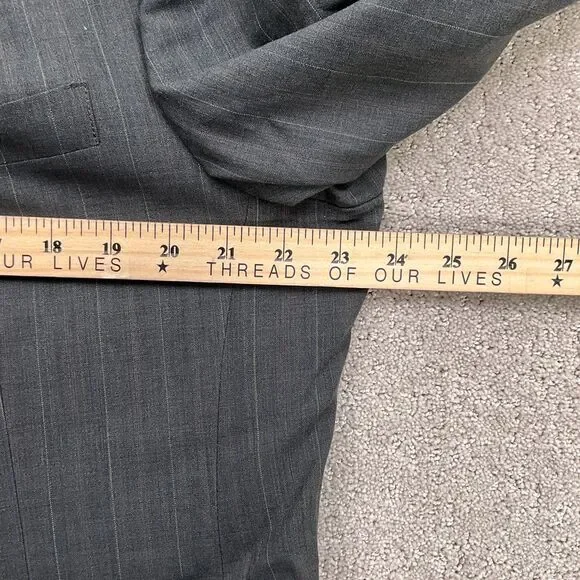 18 19 20 21 22 23 24 25 26 27
UR LIVES ★ THREADS OF OUR LIVES ★